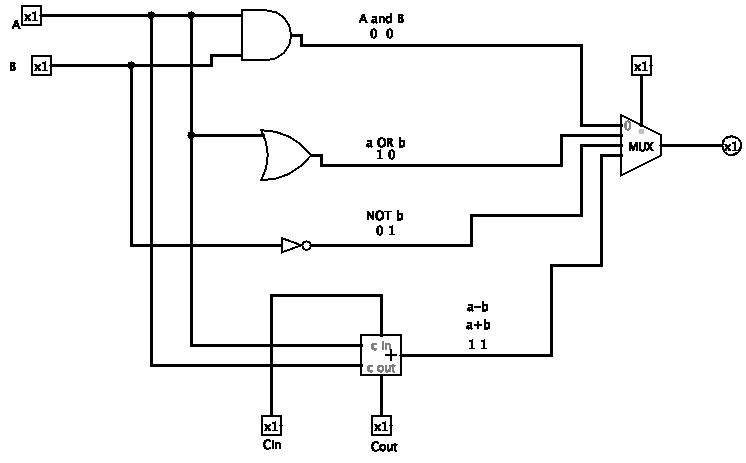 A x1
A and B
0 0
B x1
x1
0
MUX
x1
a OR b
1 0
NOT b
0 1
a-b
a+b
1 1
c in
+
c out
x1
Cin
x1
Cout